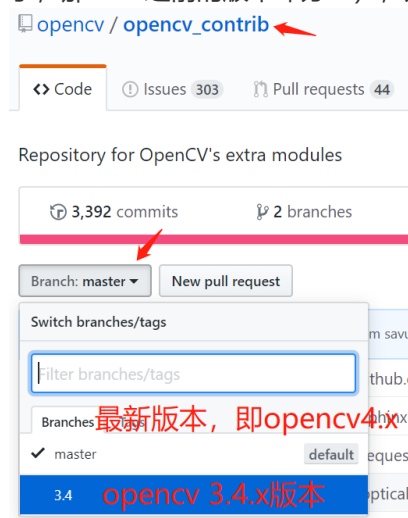 opencv / opencv_contrib
Code Issues 303 Pull requests 44
Repository for OpenCV's extra modules
3,392 commits 2 branches
Branch: master New pull request
Switch branches/tags
Filter branches/tags
Branches
最新版本，即opencv4.x
master default
3.4 opencv 3.4.x版本